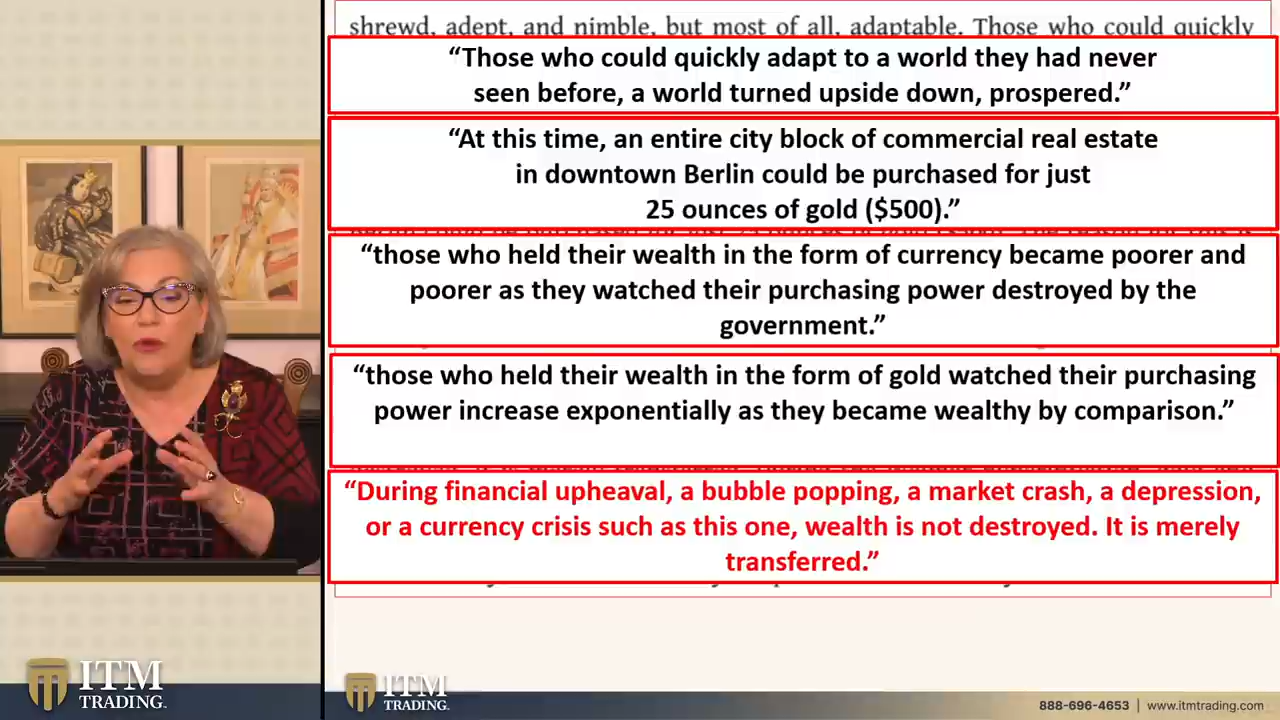 shrewd, adept, and nimble, but most of all, adaptable. Those who could quickly
“Those who could quickly adapt to a world they had never
seen before, a world turned upside down, prospered.”
“At this time, an entire city block of commercial real estate
in downtown Berlin could be purchased for just
25 ounces of gold ($500).”
“those who held their wealth in the form of currency became poorer and
poorer as they watched their purchasing power destroyed by the
government.”
“those who held their wealth in the form of gold watched their purchasing
power increase exponentially as they became wealthy by comparison.”
“During financial upheaval, a bubble popping, a market crash, a depression,
or a currency crisis such as this one, wealth is not destroyed. It is merely
transferred.”
ITM
TRADING.
ITM
TRADING.
888-696-4653 | www.itmtrading.com